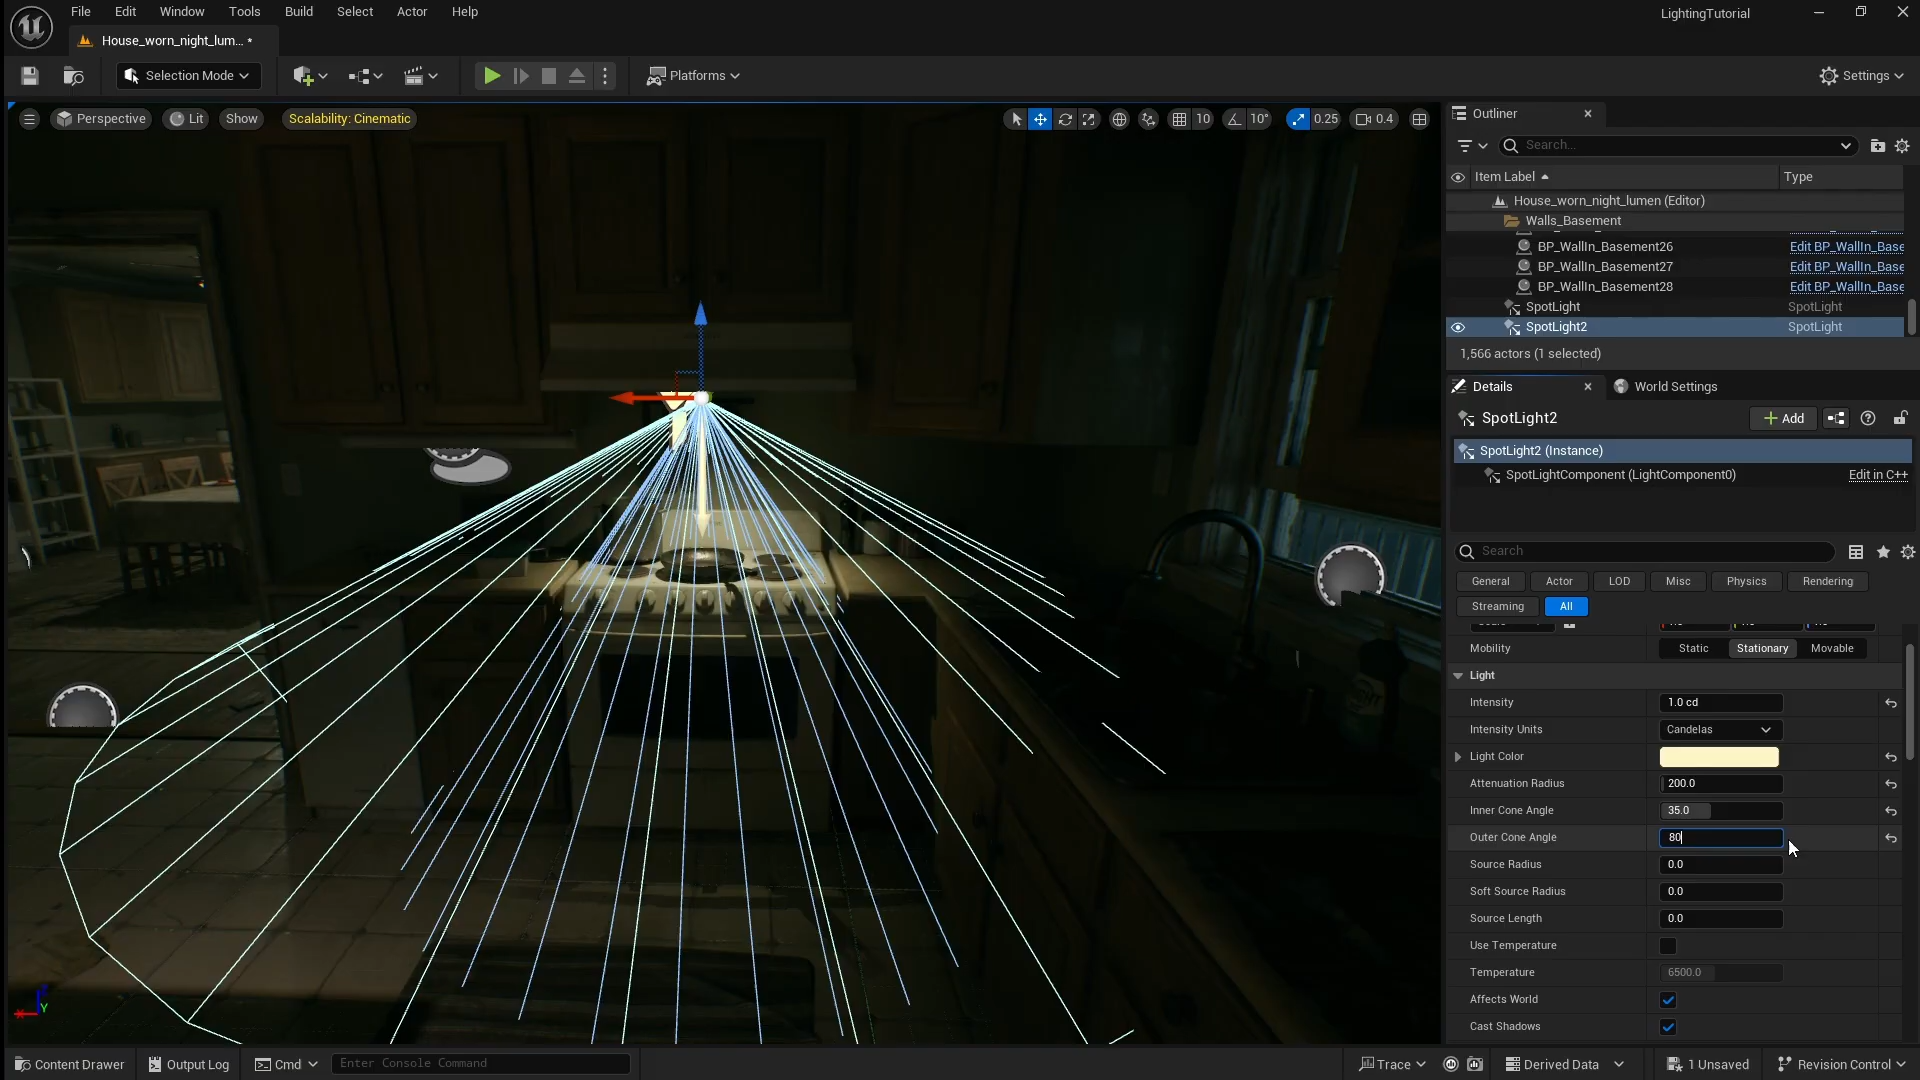 File Edit Window Tools Build Select Actor Help
LightingTutorial
House_worn_night_lum... •
Selection Mode
Platforms
Settings
Perspective
Lit
Show
Scalability: Cinematic
10
10°
0.25
0.4
Outliner
Search...
Item Label
Type
House_worn_night_lumen (Editor)
Walls_Basement
BP_WallIn_Basement26 Edit BP_WallIn_Base
BP_WallIn_Basement27 Edit BP_WallIn_Base
BP_WallIn_Basement28 Edit BP_WallIn_Base
SpotLight SpotLight
SpotLight2 SpotLight
1,566 actors (1 selected)
Details
World Settings
SpotLight2
Add
SpotLight2 (Instance)
SpotLightComponent (LightComponent0) Edit in C++
Search
General Actor LOD Misc Physics Rendering
Streaming All
Mobility Static Stationary Movable
Light
Intensity 1.0 cd
Intensity Units Candelas
Light Color
Attenuation Radius 200.0
Inner Cone Angle 35.0
Outer Cone Angle 80
Source Radius 0.0
Soft Source Radius 0.0
Source Length 0.0
Use Temperature
Temperature 6500.0
Affects World
Cast Shadows
Z
Y
X
Content Drawer
Output Log
Cmd
Enter Console Command
Trace
Derived Data
1 Unsaved
Revision Control